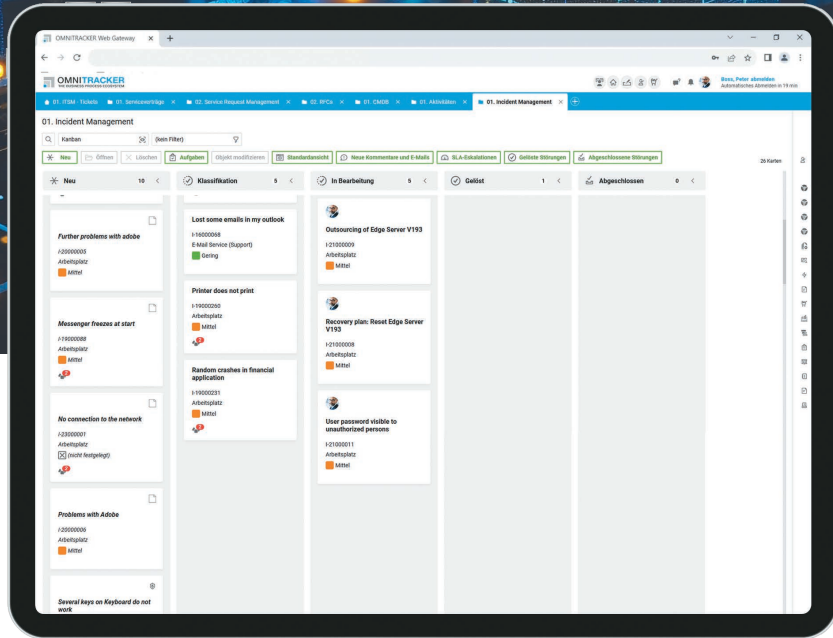 OMNITRACKER Web Gateway
OMNITRACKER
THE BUSINESS PROCESS ECOSYSTEM
Boss, Peter abmelden
Automatisches Abmelden in 19 min
01. ITSM - Tickets
01. Serviceverträge
02. Service Request Management
02. RFCs
01. CMDB
01. Aktivitäten
01. Incident Management
01. Incident Management
Kanban
(kein Filter)
Neu
Öffnen
Löschen
Aufgaben
Objekt modifizieren
Standardansicht
Neue Kommentare und E-Mails
SLA-Eskalationen
Gelöste Störungen
Abgeschlossene Störungen
26 Karten
Neu 10
Klassifikation 5
In Bearbeitung 5
Gelöst 1
Abgeschlossen 0
Further problems with adobe
I-20000005
Arbeitsplatz
Mittel
Messenger freezes at start
I-19000088
Arbeitsplatz
Mittel
2
No connection to the network
I-23000001
Arbeitsplatz
(nicht festgelegt)
2
Problems with Adobe
I-20000006
Arbeitsplatz
Mittel
Several keys on Keyboard do not
work
Lost some emails in my outlook
I-16000068
E-Mail Service (Support)
Gering
Printer does not print
I-19000260
Arbeitsplatz
Mittel
2
Random crashes in financial
application
I-19000231
Arbeitsplatz
Mittel
2
Outsourcing of Edge Server V193
I-21000009
Arbeitsplatz
Mittel
Recovery plan: Reset Edge Server
V193
I-21000008
Arbeitsplatz
Mittel
User password visible to
unauthorized persons
I-21000011
Arbeitsplatz
Mittel